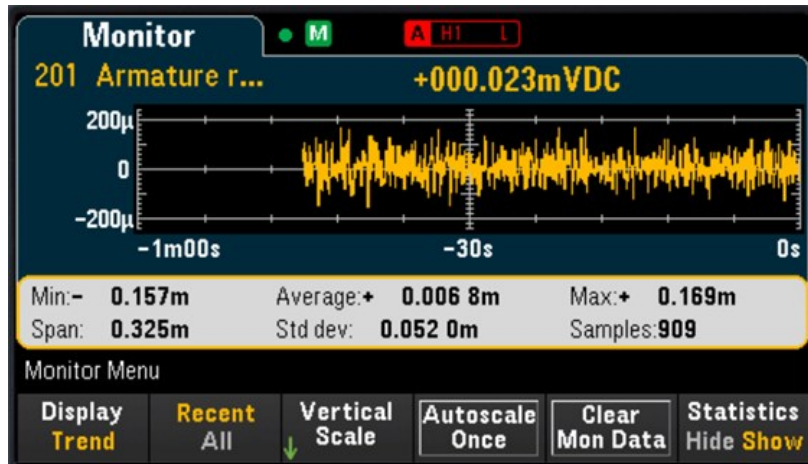 Monitor M A H1 L
201 Armature r... +000.023mVDC
200µ
0
-200µ
-1m00s -30s 0s
Min:- 0.157m Average:+ 0.006 8m Max:+ 0.169m
Span: 0.325m Std dev: 0.052 0m Samples:909
Monitor Menu
Display Recent Vertical Autoscale Clear Statistics
Trend All ↓ Scale Once Mon Data Hide Show